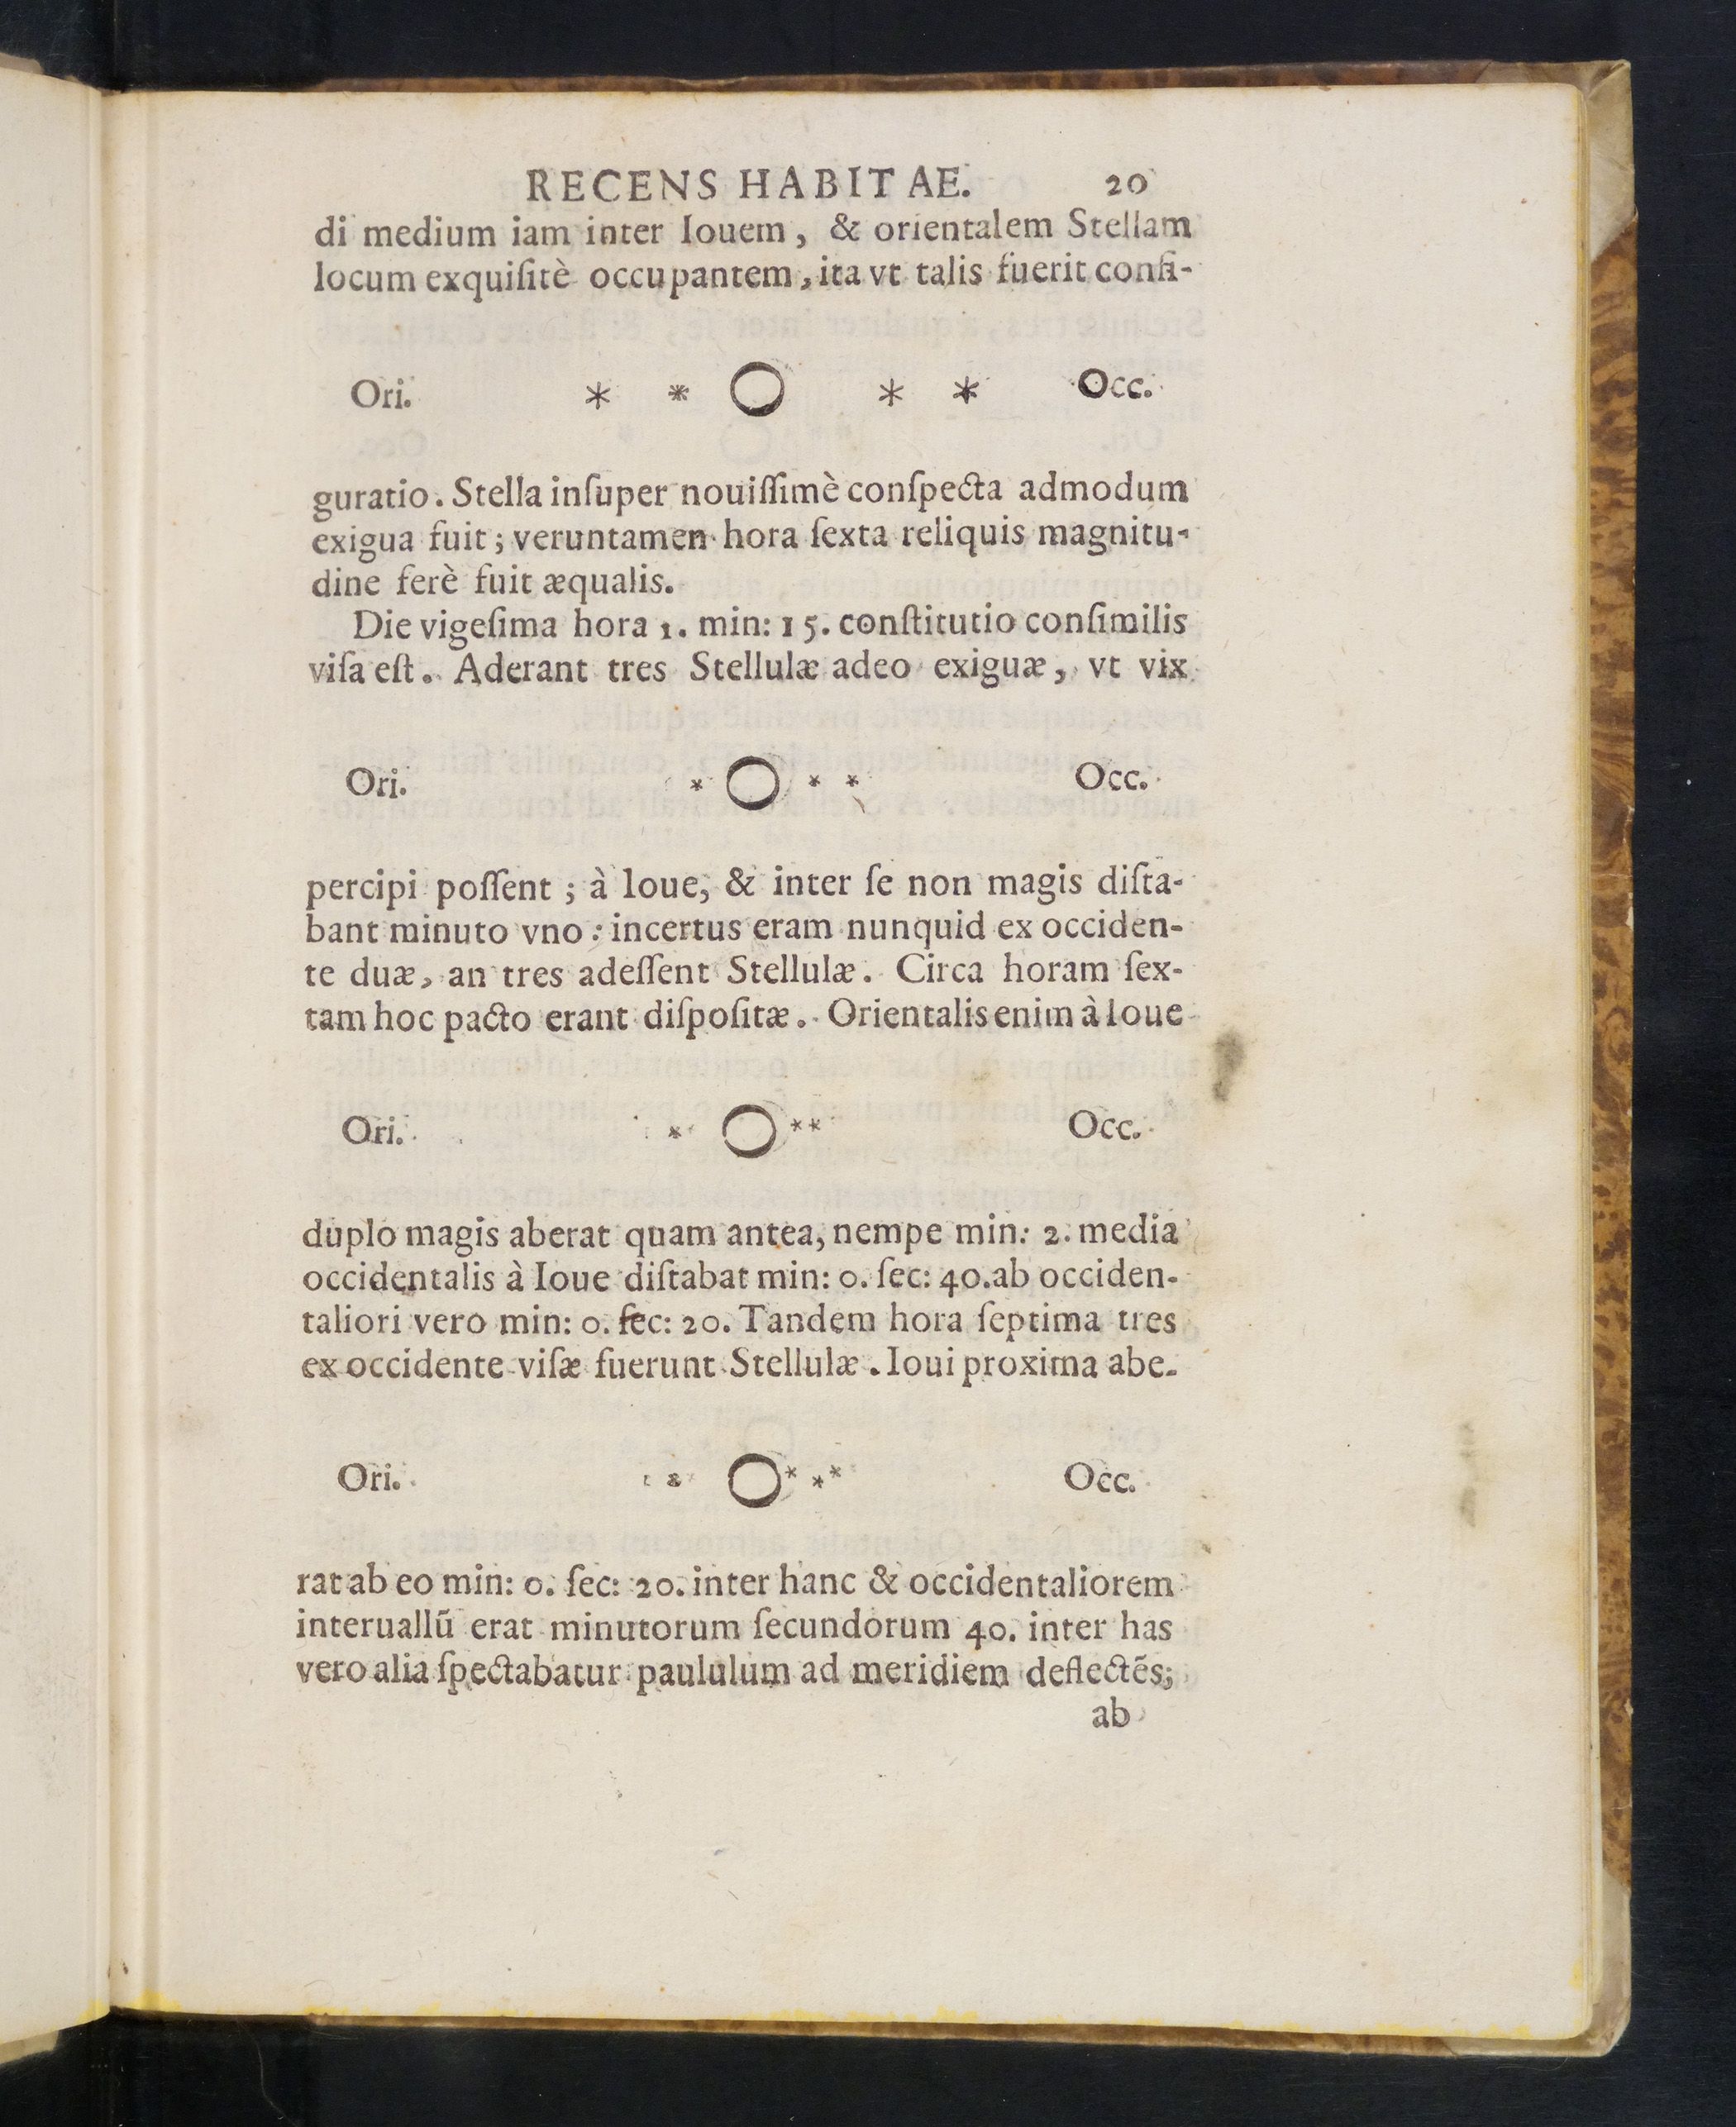 RECENS HABITAE. 20
di medium iam inter Iouem, & orientalem Stellam
locum exquiſitè occupantem, ita vt talis fuerit confi-
Ori. * * O * * Occ.
guratio. Stella inſuper nouiſſimè conſpecta admodum
exigua fuit; veruntamen hora ſexta reliquis magnitu-
dine ferè fuit æqualis.
Die vigeſima hora 1. min: 15. conſtitutio conſimilis
viſa eſt. Aderant tres Stellulæ adeo exiguæ, vt vix
Ori. * O * * Occ.
percipi poſſent; à Ioue, & inter ſe non magis diſta-
bant minuto vno: incertus eram nunquid ex occiden-
te duæ, an tres adeſſent Stellulæ. Circa horam ſex-
tam hoc pacto erant diſpoſitæ. Orientalis enim à Ioue
Ori. * O ** Occ.
duplo magis aberat quam antea, nempe min: 2. media
occidentalis à Ioue diſtabat min: 0. ſec: 40. ab occiden-
taliori vero min: 0. ſec: 20. Tandem hora ſeptima tres
ex occidente viſæ fuerunt Stellulæ. Ioui proxima abe-
Ori. * O * ** Occ.
rat ab eo min: 0. ſec: 20. inter hanc & occidentaliorem
interuallũ erat minutorum ſecundorum 40. inter has
vero alia ſpectabatur paululum ad meridiem deflectẽs;
ab